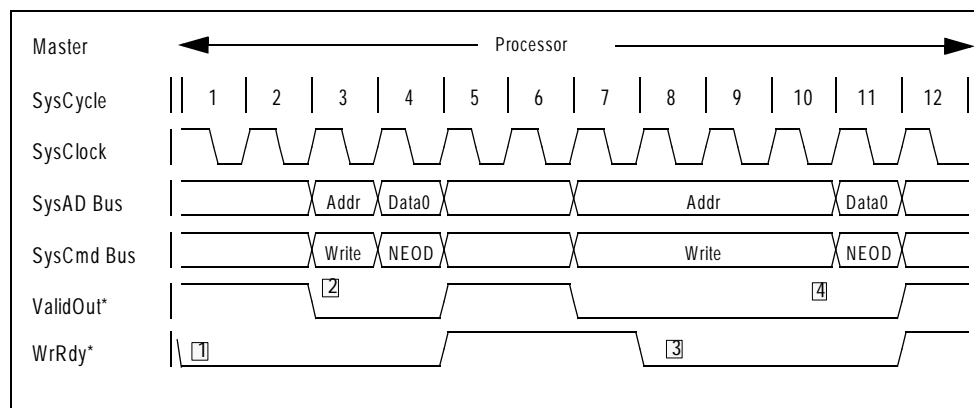 Master Processor
SysCycle 1 2 3 4 5 6 7 8 9 10 11 12
SysClock
SysAD Bus Addr Data0 Addr Data0
SysCmd Bus Write NEOD Write NEOD
ValidOut* 2 4
WrRdy* 1 3